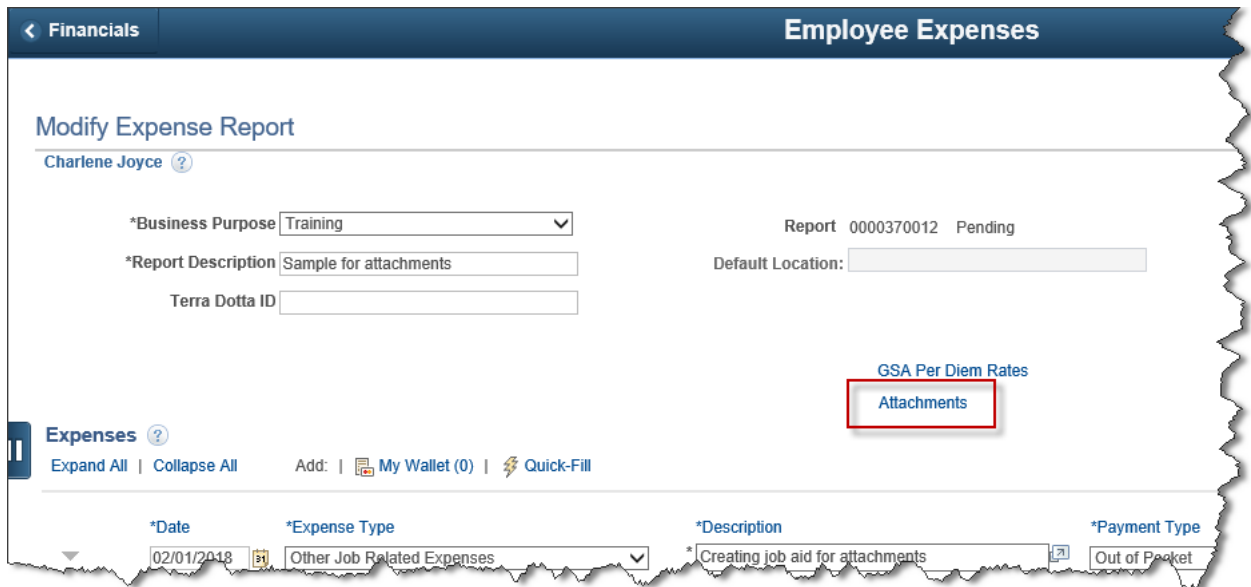 Financials
Employee Expenses
Modify Expense Report
Charlene Joyce ?
*Business Purpose Training
Report 0000370012 Pending
*Report Description Sample for attachments
Default Location:
Terra Dotta ID
GSA Per Diem Rates
Attachments
Expenses ?
Expand All | Collapse All Add: | My Wallet (0) | Quick-Fill
*Date *Expense Type *Description *Payment Type
02/01/2018 31 Other Job Related Expenses * Creating job aid for attachments Out of Pocket